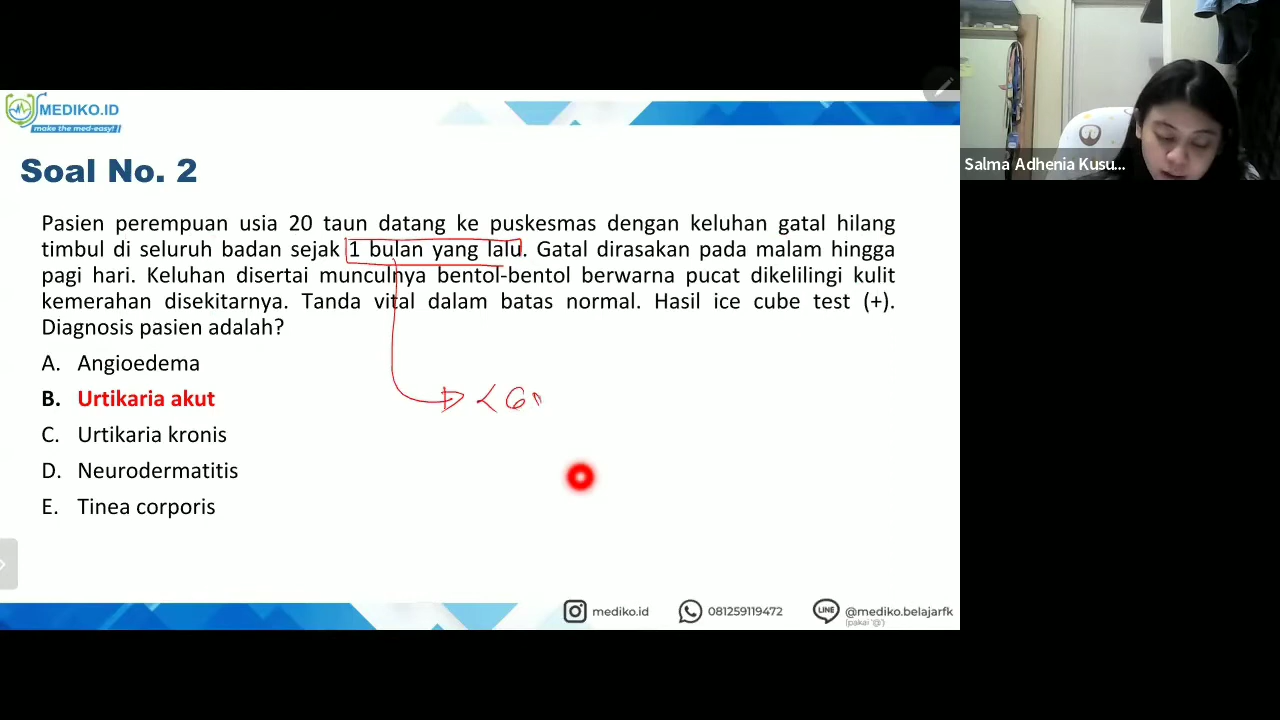 MEDIKO.ID
make the med-easy!
Soal No. 2
Pasien perempuan usia 20 taun datang ke puskesmas dengan keluhan gatal hilang
timbul di seluruh badan sejak 1 bulan yang lalu. Gatal dirasakan pada malam hingga
pagi hari. Keluhan disertai munculnya bentol-bentol berwarna pucat dikelilingi kulit
kemerahan disekitarnya. Tanda vital dalam batas normal. Hasil ice cube test (+).
Diagnosis pasien adalah?
A. Angioedema
B. Urtikaria akut
< 6
C. Urtikaria kronis
D. Neurodermatitis
E. Tinea corporis
mediko.id
081259119472
LINE
@mediko.belajarfk
(pakai '@')
Salma Adhenia Kusu...